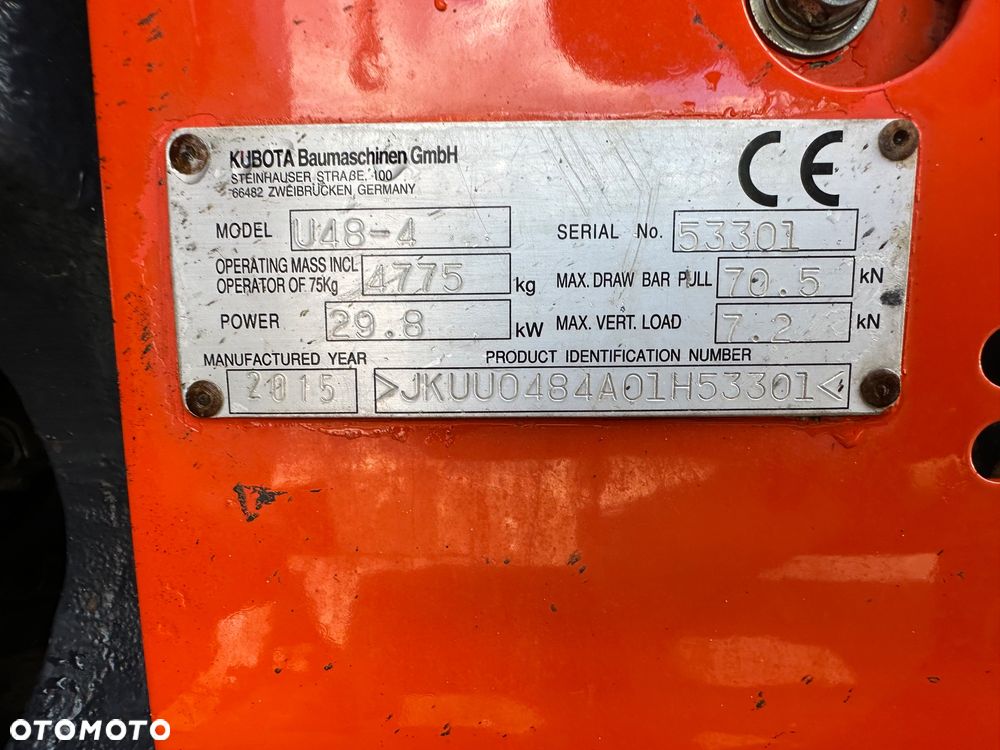 KUBOTA Baumaschinen GmbH
STEINHAUSER STRAßE 100
66482 ZWEIBRÜCKEN, GERMANY
CE
MODEL U48-4
SERIAL No. 53301
OPERATING MASS INCL
OPERATOR OF 75Kg 4775 kg
MAX. DRAW BAR PULL 70.5 kN
POWER 29.8 kW
MAX. VERT. LOAD 7.2 kN
MANUFACTURED YEAR
2015
PRODUCT IDENTIFICATION NUMBER
>JKUU0484A01H53301<
OTOMOTO